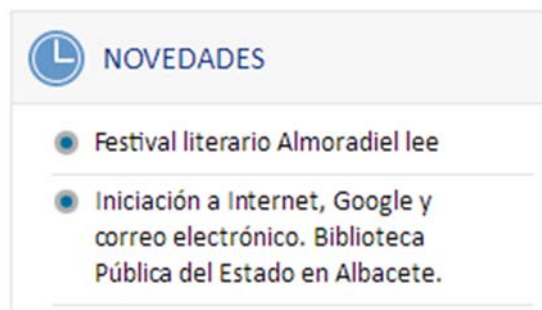 NOVEDADES
Festival literario Almoradiel lee
Iniciación a Internet, Google y
correo electrónico. Biblioteca
Pública del Estado en Albacete.